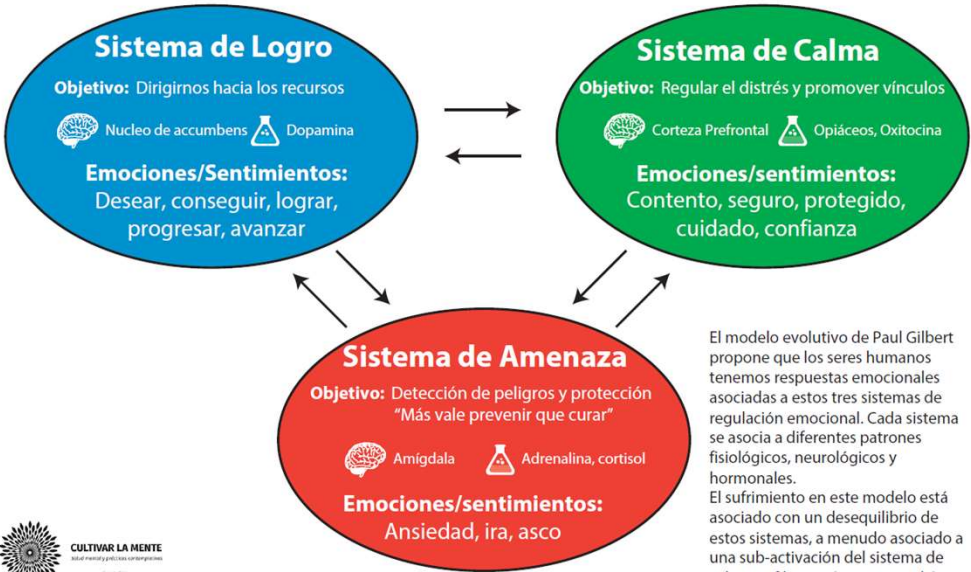 Sistema de Logro
Objetivo: Dirigirnos hacia los recursos
Nucleo de accumbens
Dopamina
Emociones/Sentimientos:
Desear, conseguir, lograr,
progresar, avanzar
Sistema de Calma
Objetivo: Regular el distrés y promover vínculos
Corteza Prefrontal
Opiáceos, Oxitocina
Emociones/sentimientos:
Contento, seguro, protegido,
cuidado, confianza
Sistema de Amenaza
Objetivo: Detección de peligros y protección
“Más vale prevenir que curar”
Amígdala
Adrenalina, cortisol
Emociones/sentimientos:
Ansiedad, ira, asco
El modelo evolutivo de Paul Gilbert
propone que los seres humanos
tenemos respuestas emocionales
asociadas a estos tres sistemas de
regulación emocional. Cada sistema
se asocia a diferentes patrones
fisiológicos, neurológicos y
hormonales.
El sufrimiento en este modelo está
asociado con un desequilibrio de
estos sistemas, a menudo asociado a
una sub-activación del sistema de
CULTIVAR LA MENTE
salud mental y prácticas contemplativas